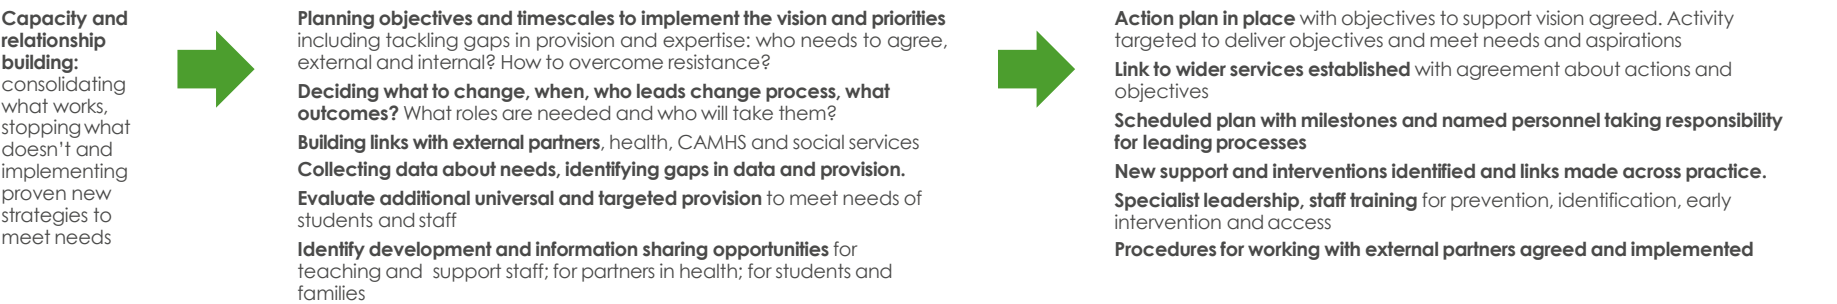 Capacity and
relationship
building:
consolidating
what works,
stopping what
doesn't and
implementing
proven new
strategies to
meet needs
Planning objectives and timescales to implement the vision and priorities
including tackling gaps in provision and expertise: who needs to agree,
external and internal? How to overcome resistance?
Deciding what to change, when, who leads change process, what
outcomes? What roles are needed and who will take them?
Building links with external partners, health, CAMHS and social services
Collecting data about needs, identifying gaps in data and provision.
Evaluate additional universal and targeted provision to meet needs of
students and staff
Identify development and information sharing opportunities for
teaching and support staff; for partners in health; for students and
families
Action plan in place with objectives to support vision agreed. Activity
targeted to deliver objectives and meet needs and aspirations
Link to wider services established with agreement about actions and
objectives
Scheduled plan with milestones and named personnel taking responsibility
for leading processes
New support and interventions identified and links made across practice.
Specialist leadership, staff training for prevention, identification, early
intervention and access
Procedures for working with external partners agreed and implemented